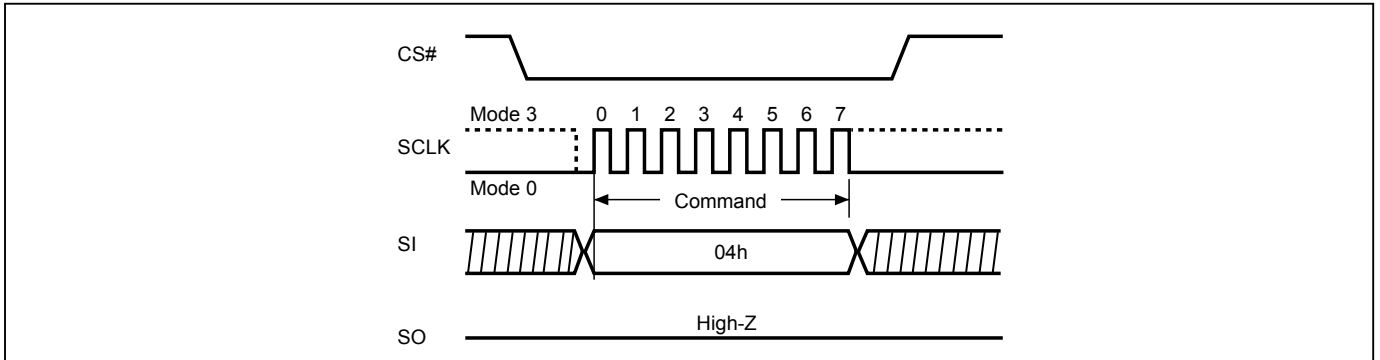 CS#
Mode 3 0 1 2 3 4 5 6 7
SCLK
Mode 0
Command
SI
04h
High-Z
SO